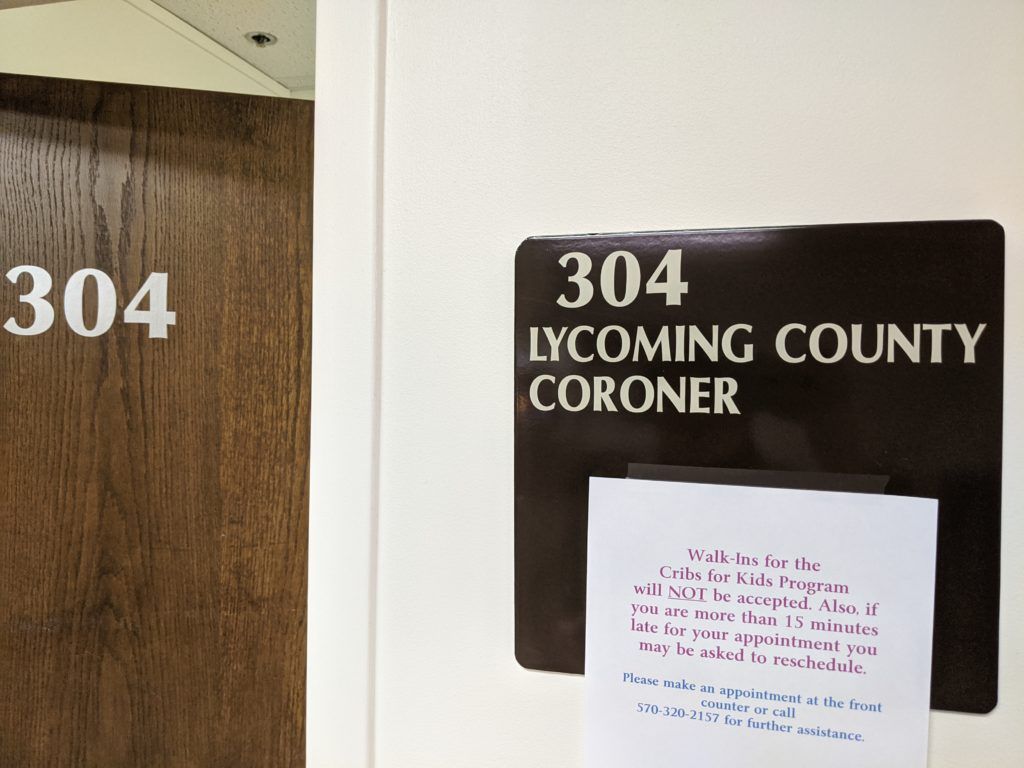 304
304
LYCOMING COUNTY
CORONER
Walk-Ins for the
Cribs for Kids Program
will NOT be accepted. Also, if
you are more than 15 minutes
late for your appointment you
may be asked to reschedule.
Please make an appointment at the front
counter or call
570-320-2157 for further assistance.